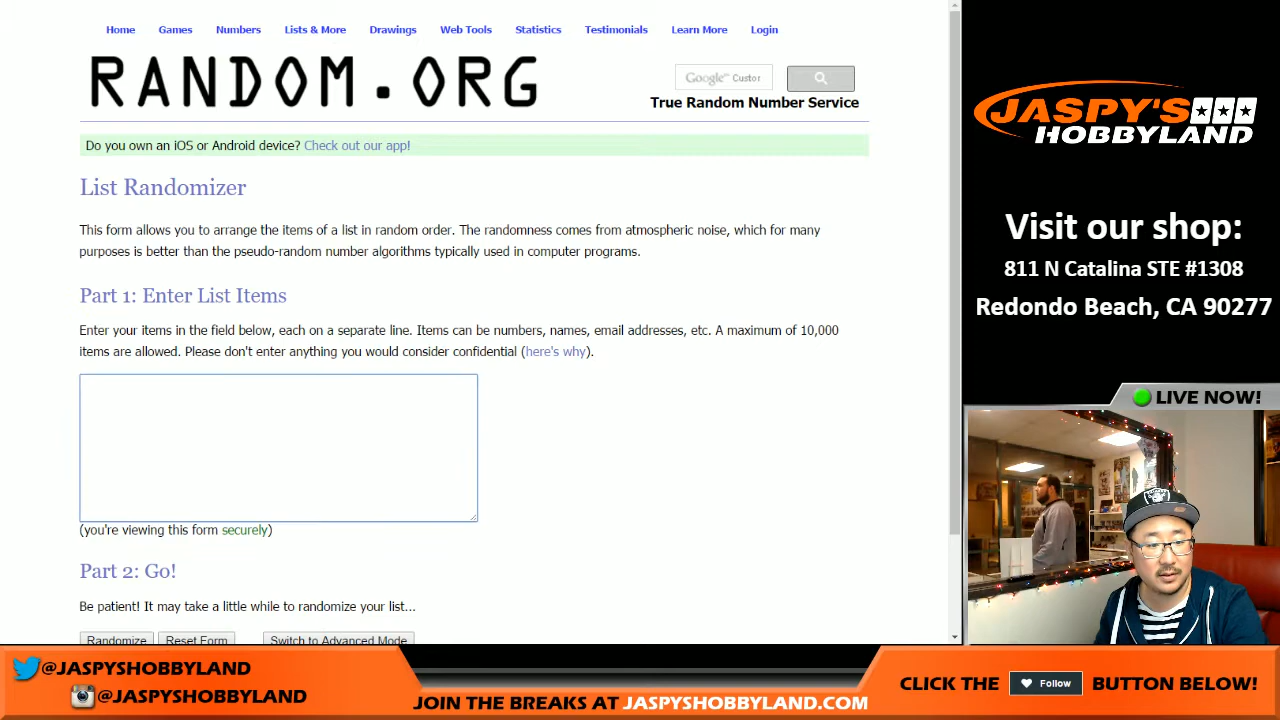 Home Games Numbers Lists & More Drawings Web Tools Statistics Testimonials Learn More Login
RANDOM.ORG
Google™ Custor
True Random Number Service
Do you own an iOS or Android device? Check out our app!
List Randomizer
This form allows you to arrange the items of a list in random order. The randomness comes from atmospheric noise, which for many
purposes is better than the pseudo-random number algorithms typically used in computer programs.
Part 1: Enter List Items
Enter your items in the field below, each on a separate line. Items can be numbers, names, email addresses, etc. A maximum of 10,000
items are allowed. Please don't enter anything you would consider confidential (here's why).
(you're viewing this form securely)
Part 2: Go!
Be patient! It may take a little while to randomize your list...
Randomize Reset Form Switch to Advanced Mode
JASPY'S
HOBBYLAND
Visit our shop:
811 N Catalina STE #1308
Redondo Beach, CA 90277
LIVE NOW!
@JASPYSHOBBYLAND
@JASPYSHOBBYLAND
JOIN THE BREAKS AT JASPYSHOBBYLAND.COM
CLICK THE Follow BUTTON BELOW!